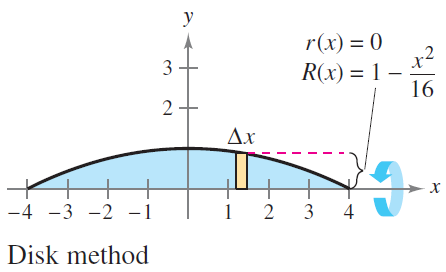 y
r(x) = 0
R(x) = 1 − x²/16
3
2
Δx
x
−4 −3 −2 −1 1 2 3 4
Disk method